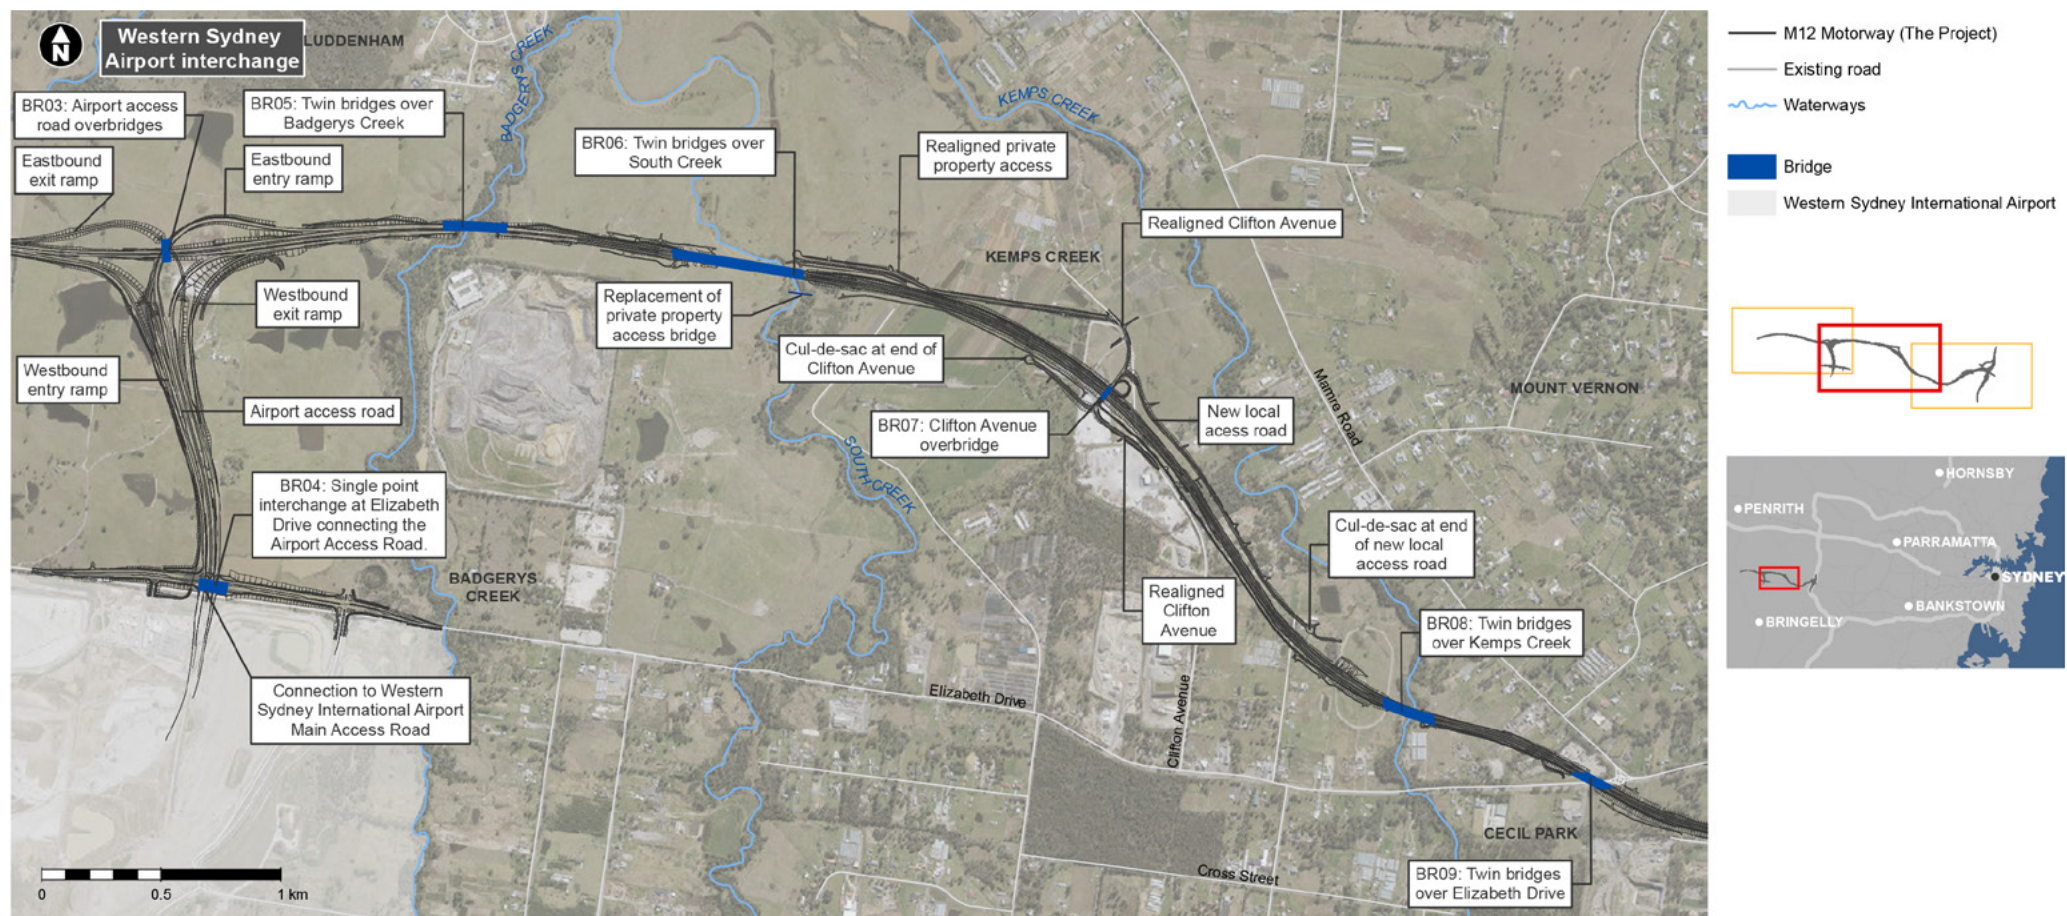 N
Western Sydney
Airport interchange
LUDDENHAM
BADGERYS CREEK
KEMPS CREEK
BR03: Airport access
road overbridges
BR05: Twin bridges over
Badgerys Creek
BR06: Twin bridges over
South Creek
Realigned private
property access
Eastbound
exit ramp
Eastbound
entry ramp
Realigned Clifton Avenue
KEMPS CREEK
Westbound
exit ramp
Replacement of
private property
access bridge
Cul-de-sac at end of
Clifton Avenue
Westbound
entry ramp
Airport access road
BR07: Clifton Avenue
overbridge
New local
acess road
Mamre Road
MOUNT VERNON
SOUTH CREEK
BR04: Single point
interchange at Elizabeth
Drive connecting the
Airport Access Road.
Cul-de-sac at end
of new local
access road
BADGERYS
CREEK
Realigned
Clifton
Avenue
BR08: Twin bridges
over Kemps Creek
Connection to Western
Sydney International Airport
Main Access Road
Elizabeth Drive
Clifton Avenue
CECIL PARK
Cross Street
BR09: Twin bridges
over Elizabeth Drive
0 0.5 1 km
M12 Motorway (The Project)
Existing road
Waterways
Bridge
Western Sydney International Airport
HORNSBY
PENRITH
PARRAMATTA
SYDNEY
BANKSTOWN
BRINGELLY